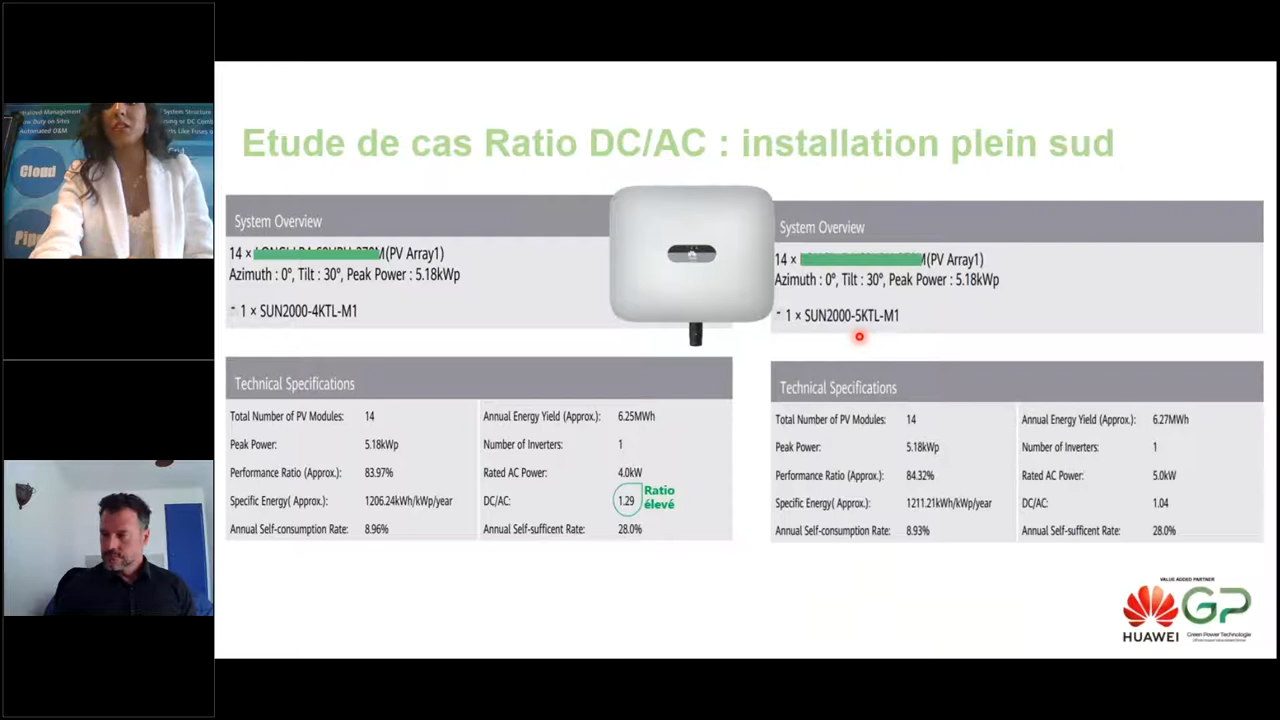 Cloud
Etude de cas Ratio DC/AC : installation plein sud
System Overview
14 × M(PV Array1)
Azimuth : 0°, Tilt : 30°, Peak Power : 5.18kWp
- 1 × SUN2000-4KTL-M1
Technical Specifications
Total Number of PV Modules: 14 Annual Energy Yield (Approx.): 6.25MWh
Peak Power: 5.18kWp Number of Inverters: 1
Performance Ratio (Approx.): 83.97% Rated AC Power: 4.0kW
Specific Energy( Approx.): 1206.24kWh/kWp/year DC/AC: 1.29 Ratio
élevé
Annual Self-consumption Rate: 8.96% Annual Self-sufficent Rate: 28.0%
System Overview
14 × (PV Array1)
Azimuth : 0°, Tilt : 30°, Peak Power : 5.18kWp
- 1 × SUN2000-5KTL-M1
Technical Specifications
Total Number of PV Modules: 14 Annual Energy Yield (Approx.): 6.27MWh
Peak Power: 5.18kWp Number of Inverters: 1
Performance Ratio (Approx.): 84.32% Rated AC Power: 5.0kW
Specific Energy( Approx.): 1211.21kWh/kWp/year DC/AC: 1.04
Annual Self-consumption Rate: 8.93% Annual Self-sufficent Rate: 28.0%
VALUE ADDED PARTNER
HUAWEI
GP
Green Power Technologie